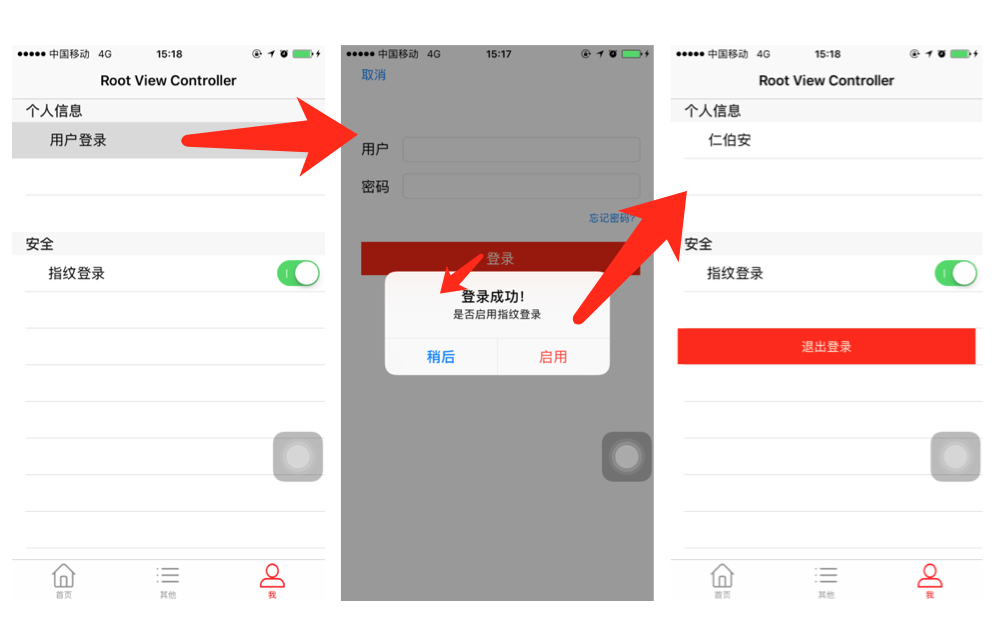 中国移动 4G 15:18
Root View Controller
个人信息
用户登录
安全
指纹登录
首页 其他 我
中国移动 4G 15:17
取消
用户
密码
忘记密码?
登录
登录成功!
是否启用指纹登录
稍后 启用
中国移动 4G 15:18
Root View Controller
个人信息
仁伯安
安全
指纹登录
退出登录
首页 其他 我